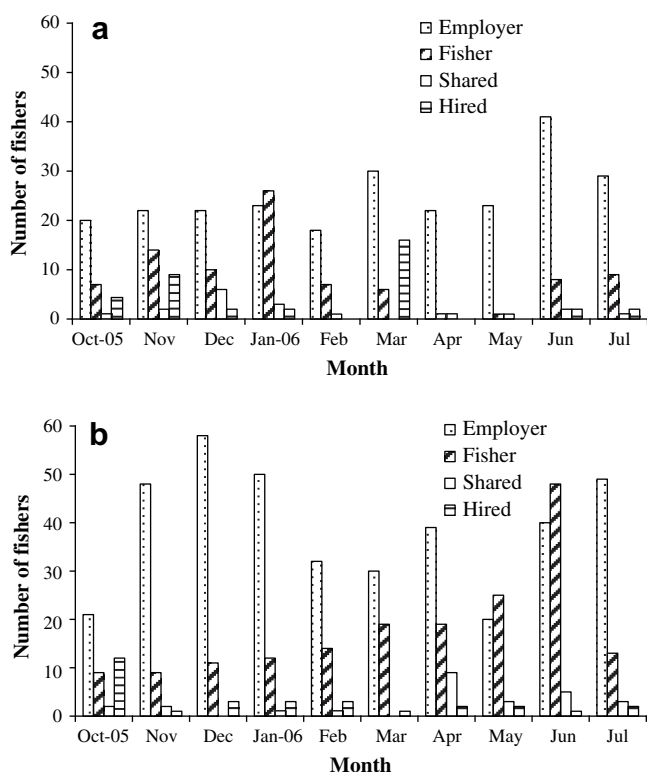 a
Employer
Fisher
Shared
Hired
60
50
40
30
20
10
0
Number of fishers
Oct-05 Nov Dec Jan-06 Feb Mar Apr May Jun Jul
Month
b
Employer
Fisher
Shared
Hired
60
50
40
30
20
10
0
Number of fishers
Oct-05 Nov Dec Jan-06 Feb Mar Apr May Jun Jul
Month